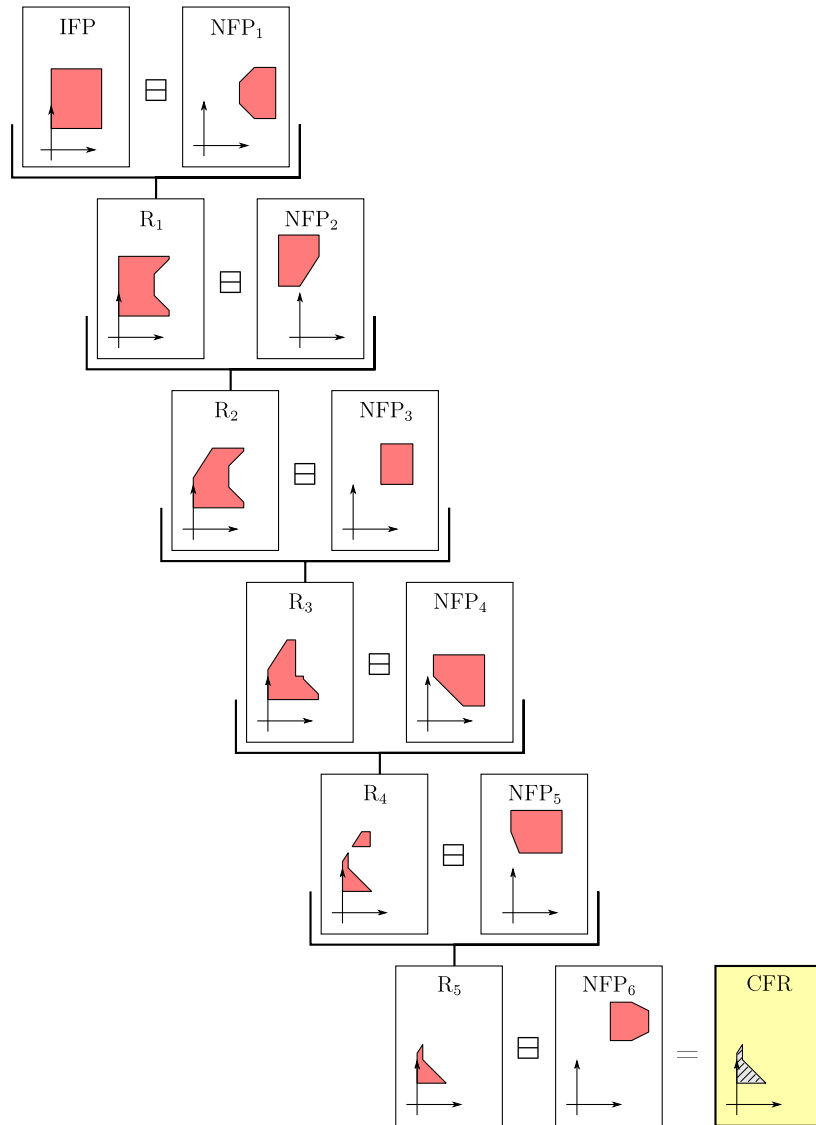 IFP
NFP₁
R₁
NFP₂
R₂
NFP₃
R₃
NFP₄
R₄
NFP₅
R₅
NFP₆
=
CFR